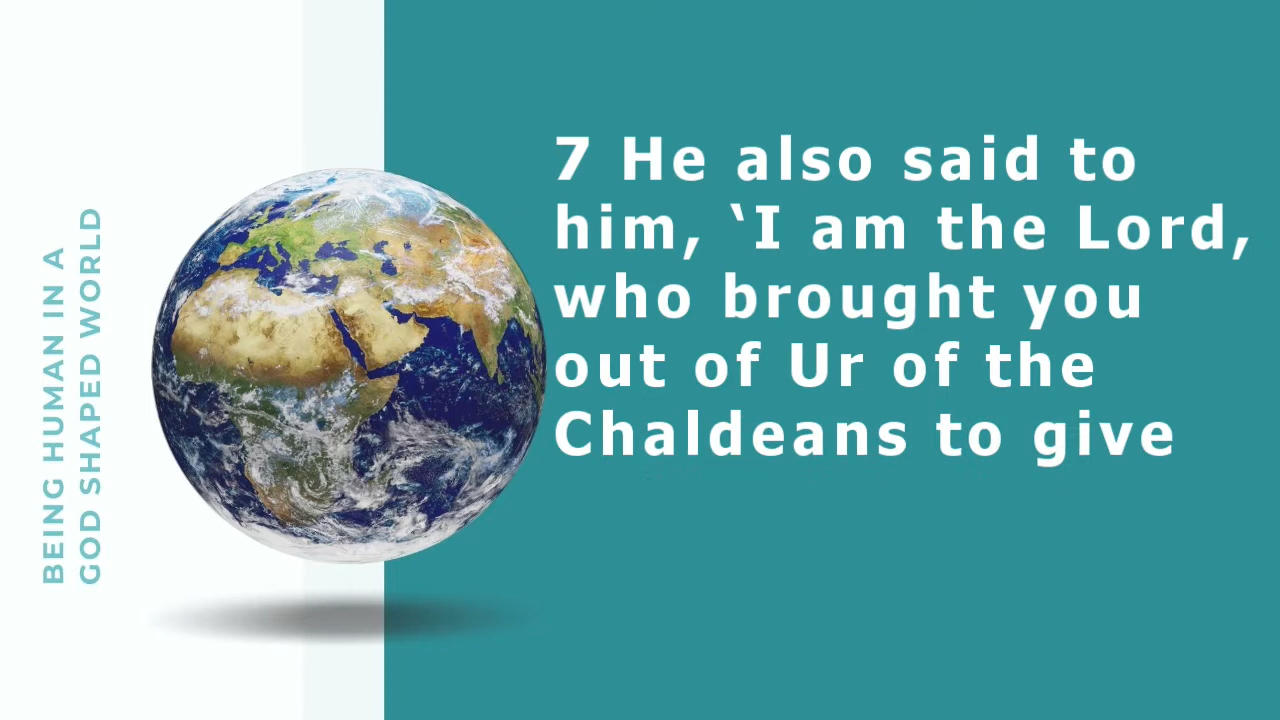 BEING HUMAN IN A
GOD SHAPED WORLD
7 He also said to
him, ‘I am the Lord,
who brought you
out of Ur of the
Chaldeans to give